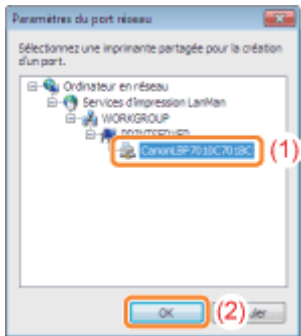 Paramètres du port réseau
Sélectionnez une imprimante partagée pour la création
d'un port.
Ordinateur en réseau
Services d'impression LanMan
WORKGROUP
PRINTSERVER
CanonLBP7010C7018C
(1)
OK
(2)